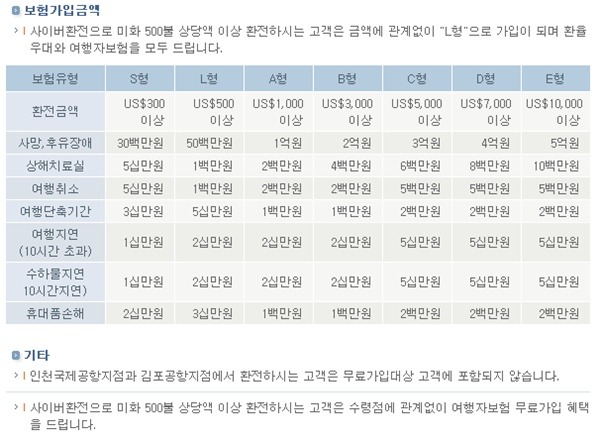 보험가입금액
사이버환전으로 미화 500불 상당액 이상 환전하시는 고객은 금액에 관계없이 "L형"으로 가입이 되며 환율
우대와 여행자보험을 모두 드립니다.
보험유형 S형 L형 A형 B형 C형 D형 E형
환전금액 US$300 이상 US$500 이상 US$1,000 이상 US$3,000 이상 US$5,000 이상 US$7,000 이상 US$10,000 이상
사망,후유장애 30백만원 50백만원 1억원 2억원 3억원 4억원 5억원
상해치료실 5십만원 1백만원 2백만원 4백만원 6백만원 8백만원 10백만원
여행취소 5십만원 1백만원 2백만원 2백만원 5백만원 5백만원 5백만원
여행단축기간 3십만원 5십만원 1백만원 1백만원 2백만원 2백만원 2백만원
여행지연 (10시간 초과) 1십만원 2십만원 2십만원 2십만원 5십만원 5십만원 5십만원
수하물지연 10시간지연) 1십만원 2십만원 2십만원 2십만원 5십만원 5십만원 5십만원
휴대품손해 2십만원 3십만원 1백만원 1백만원 2백만원 2백만원 2백만원
기타
인천국제공항지점과 김포공항지점에서 환전하시는 고객은 무료가입대상 고객에 포함되지 않습니다.
사이버환전으로 미화 500불 상당액 이상 환전하시는 고객은 수령점에 관계없이 여행자보험 무료가입 혜택
을 드립니다.